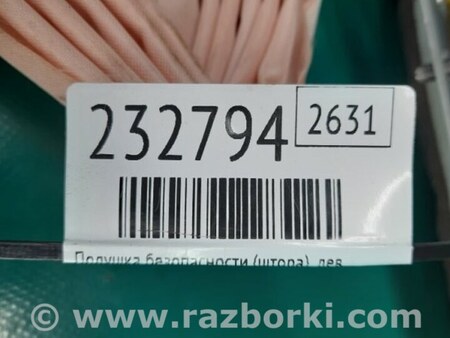 232794 2631
Подушка безопасности (штора), лев
© www.razborki.com